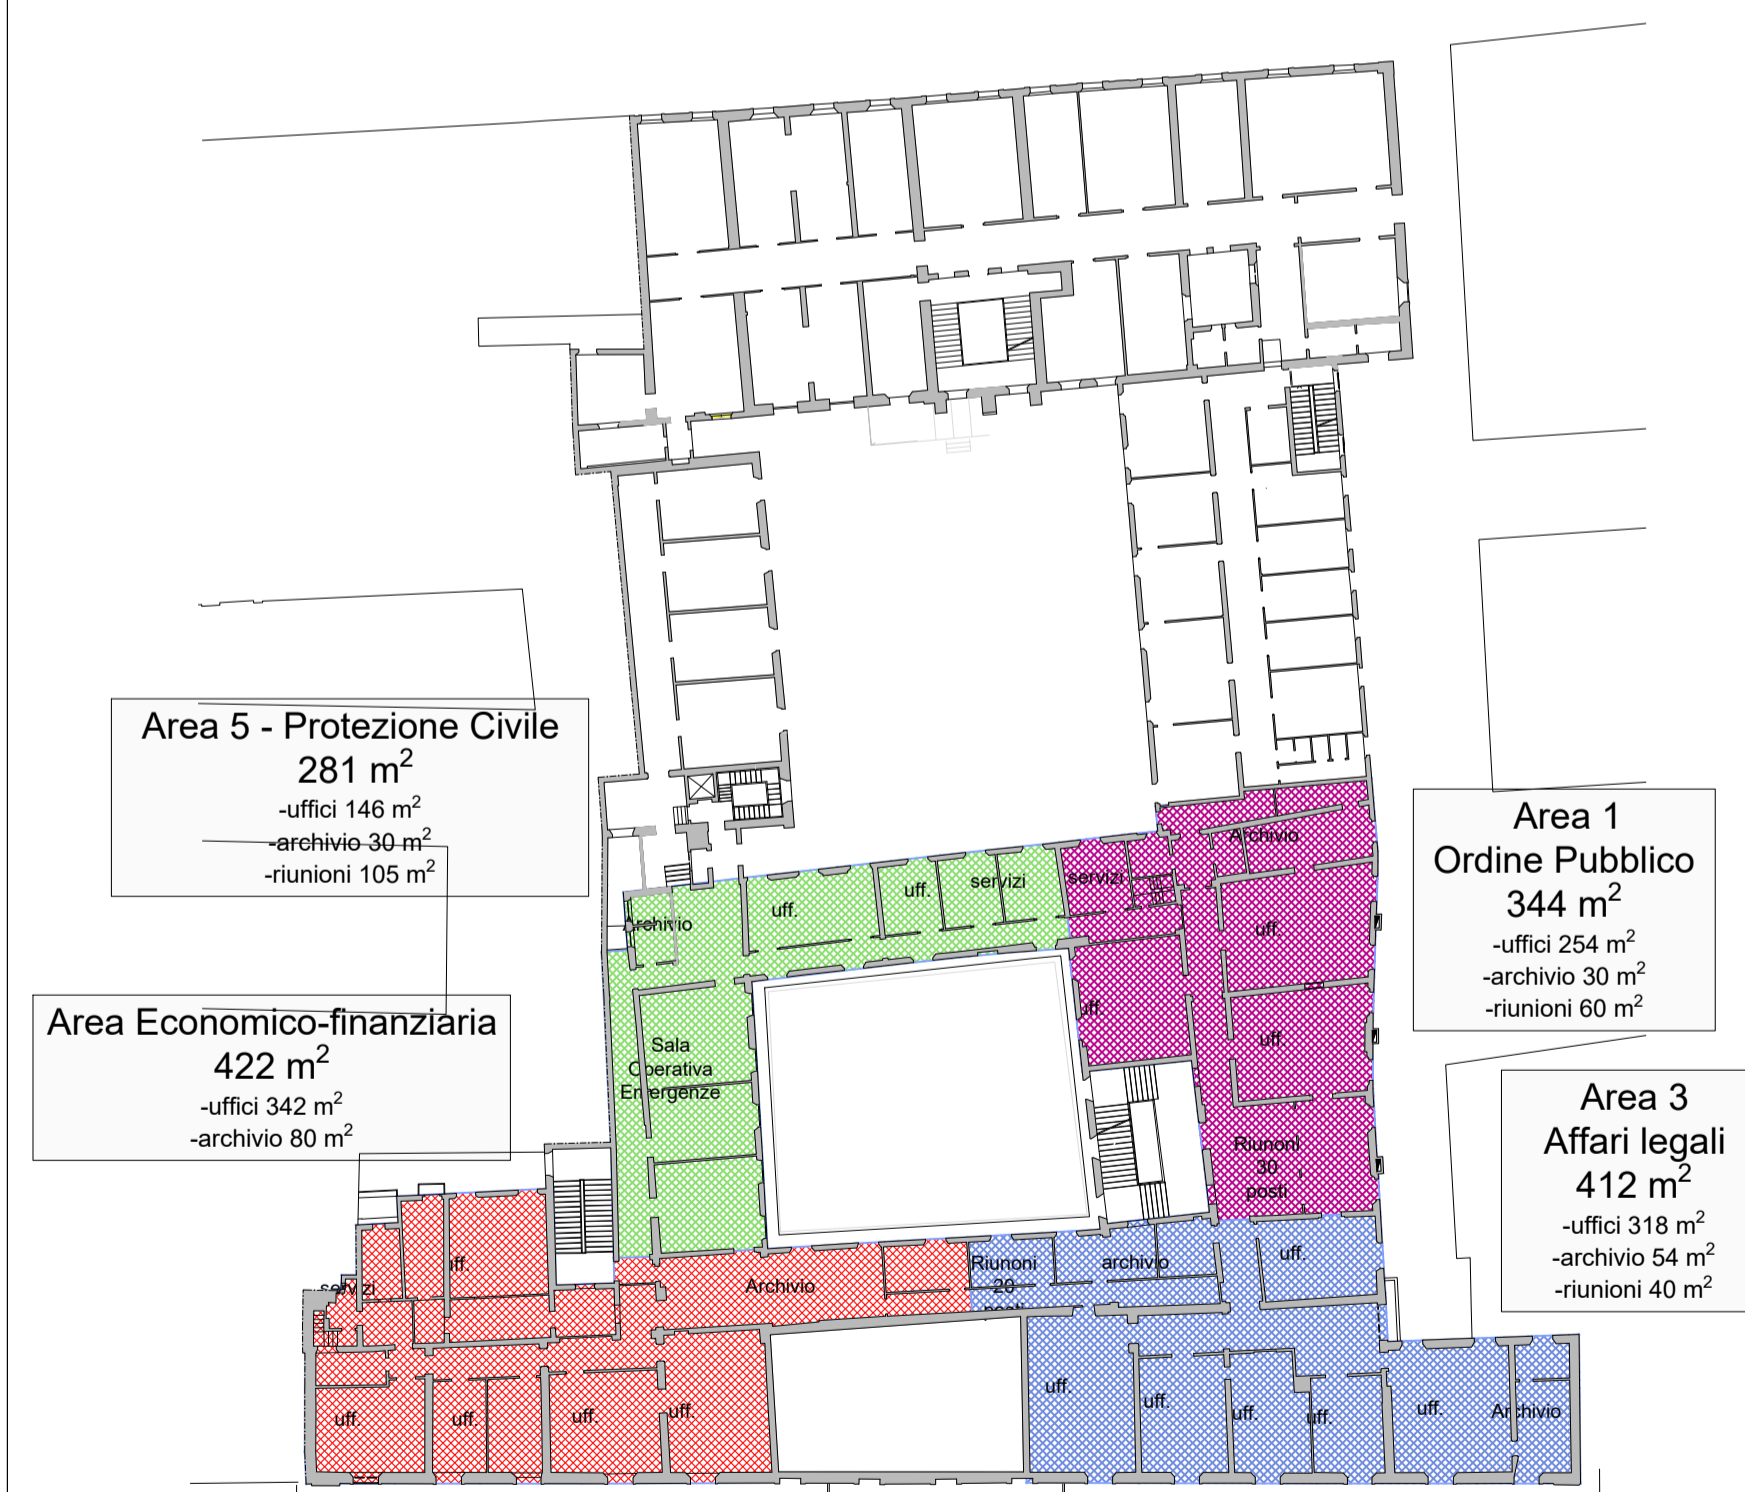 Area 5 - Protezione Civile
281 m²
-uffici 146 m²
-archivio 30 m²
-riunioni 105 m²
Area 1
Ordine Pubblico
344 m²
-uffici 254 m²
-archivio 30 m²
-riunioni 60 m²
Area Economico-finanziaria
422 m²
-uffici 342 m²
-archivio 80 m²
Area 3
Affari legali
412 m²
-uffici 318 m²
-archivio 54 m²
-riunioni 40 m²
Archivio
servizi
servizi
uff.
uff.
Archivio
uff.
uff.
uff.
Sala
Operativa
Emergenze
Riunoni
30
posti
uff.
servizi
Archivio
Riunoni
20
posti
archivio
uff.
uff.
uff.
uff.
uff.
uff.
uff.
uff.
uff.
uff.
Archivio